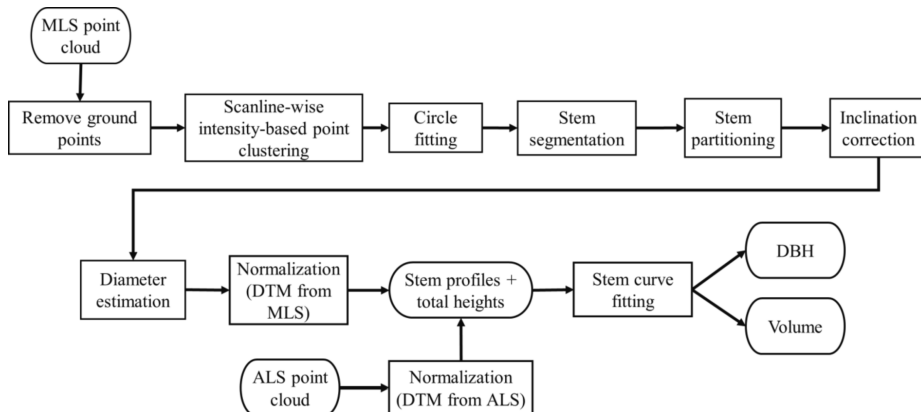 MLS point
cloud
Remove ground
points
Scanline-wise
intensity-based point
clustering
Circle
fitting
Stem
segmentation
Stem
partitioning
Inclination
correction
Diameter
estimation
Normalization
(DTM from
MLS)
Stem profiles +
total heights
Stem curve
fitting
DBH
Volume
ALS point
cloud
Normalization
(DTM from ALS)